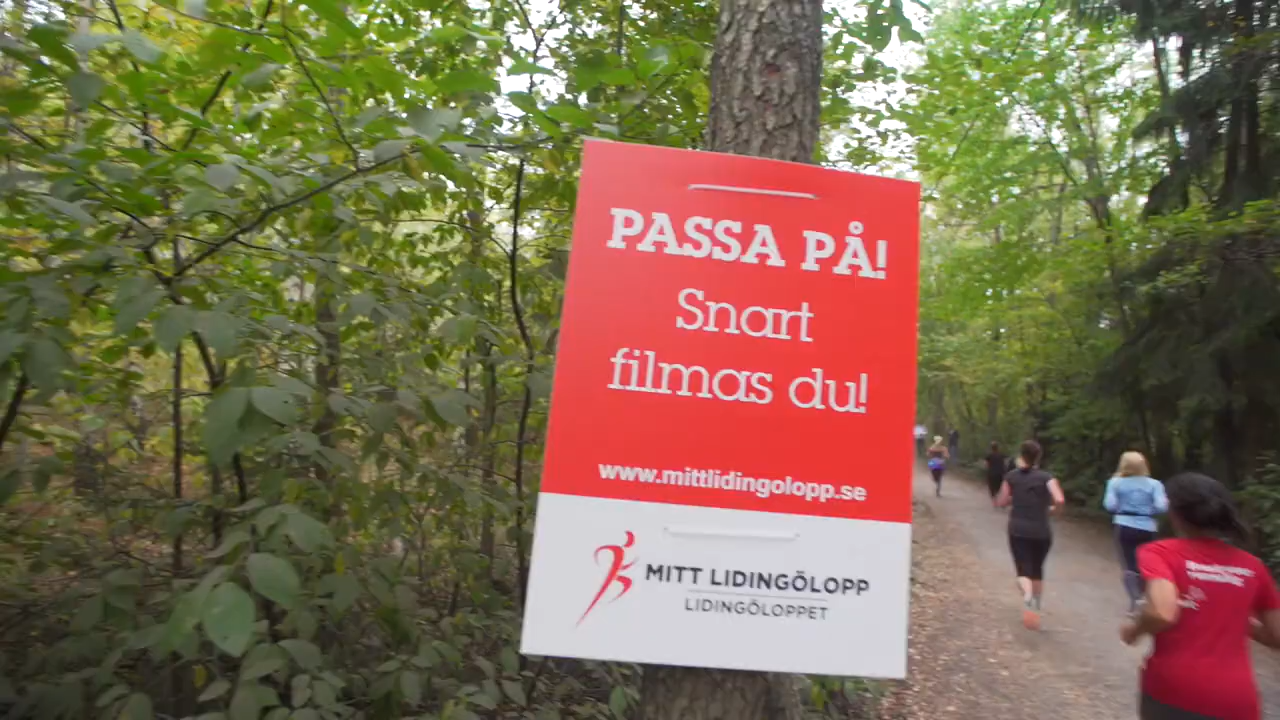 PASSA PÅ!
Snart
filmas du!
www.mittlidingolopp.se
MITT LIDINGÖLOPP
LIDINGÖLOPPET